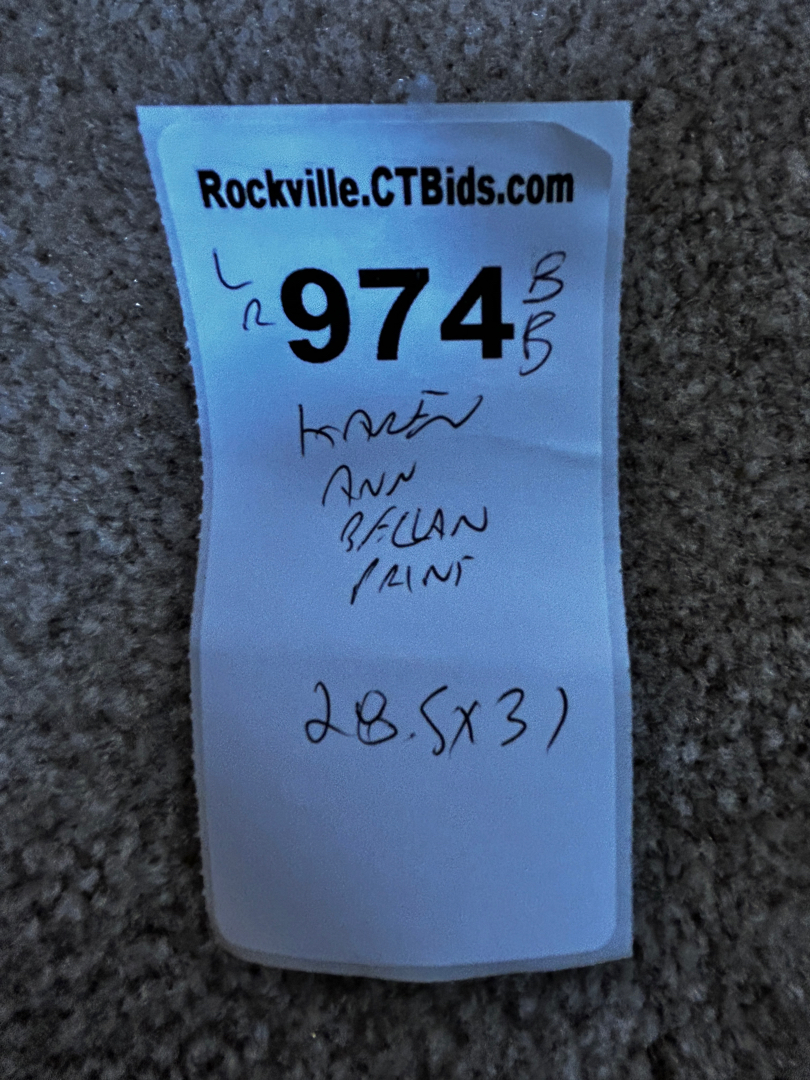 Rockville.CTBids.com
L R 974 B B
KAREN
ANN
BELLAN
PRINT
28.5x31